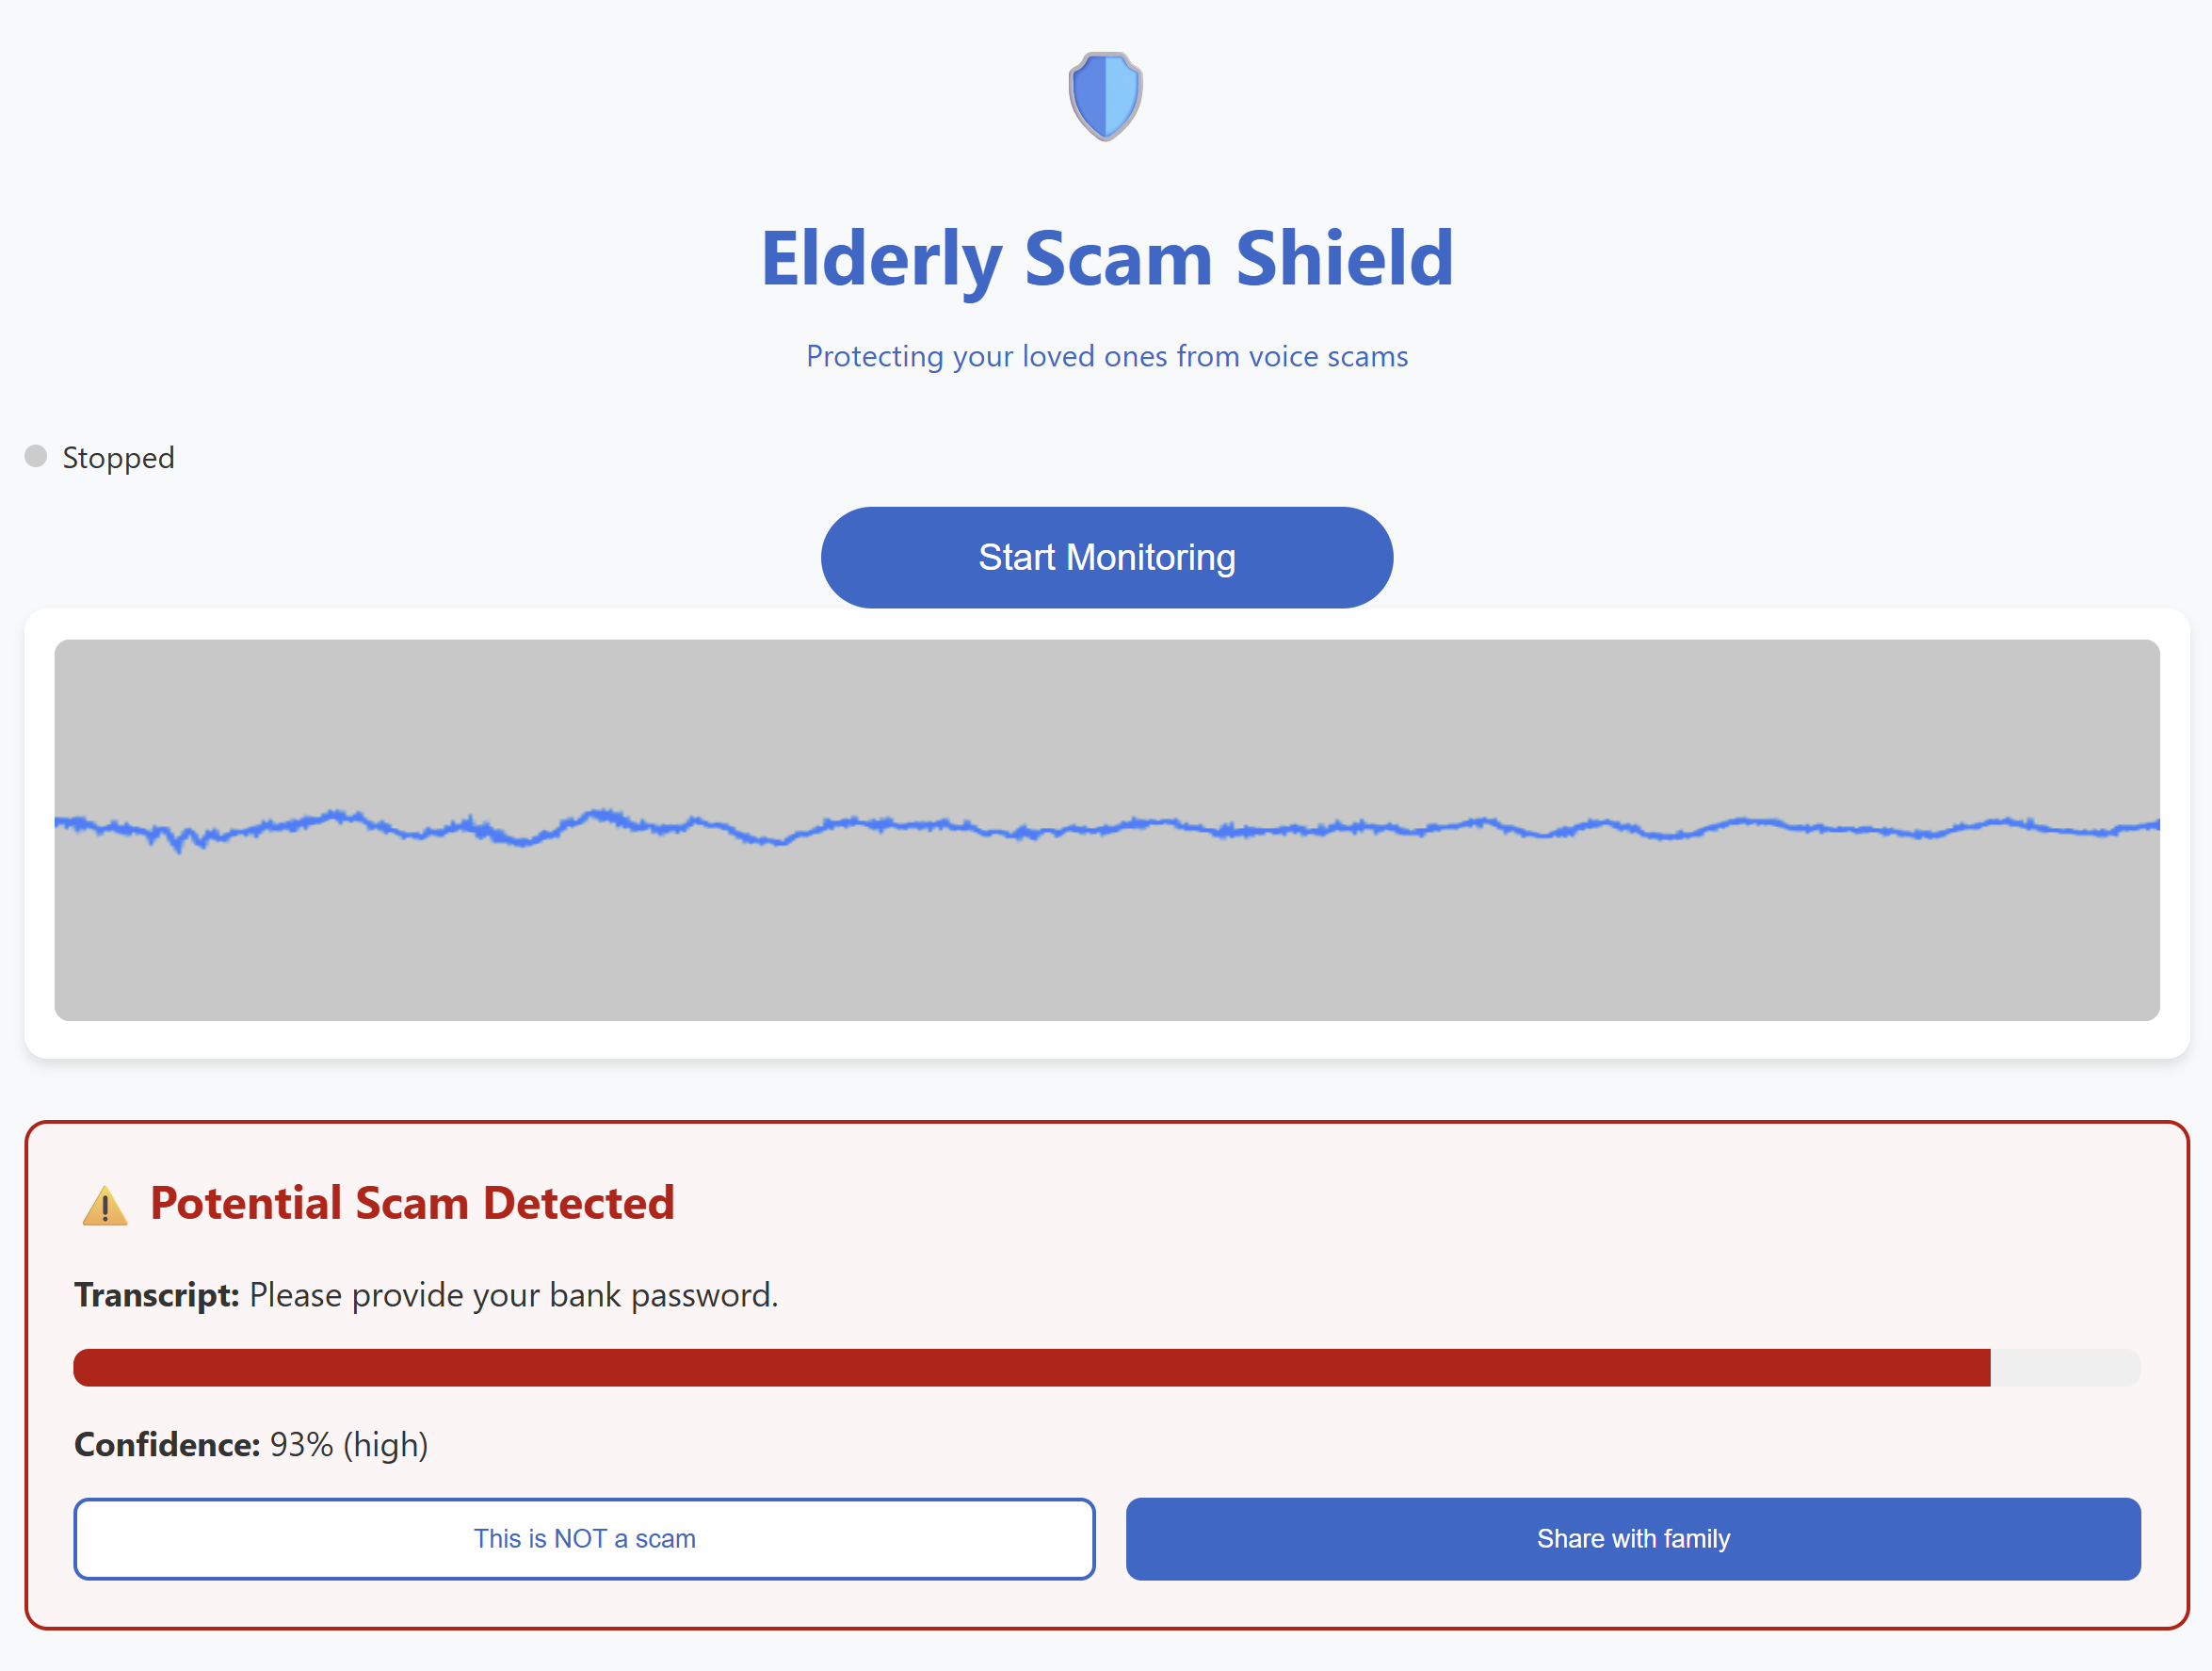 Elderly Scam Shield
Protecting your loved ones from voice scams
Stopped
Start Monitoring
Potential Scam Detected
Transcript: Please provide your bank password.
Confidence: 93% (high)
This is NOT a scam
Share with family